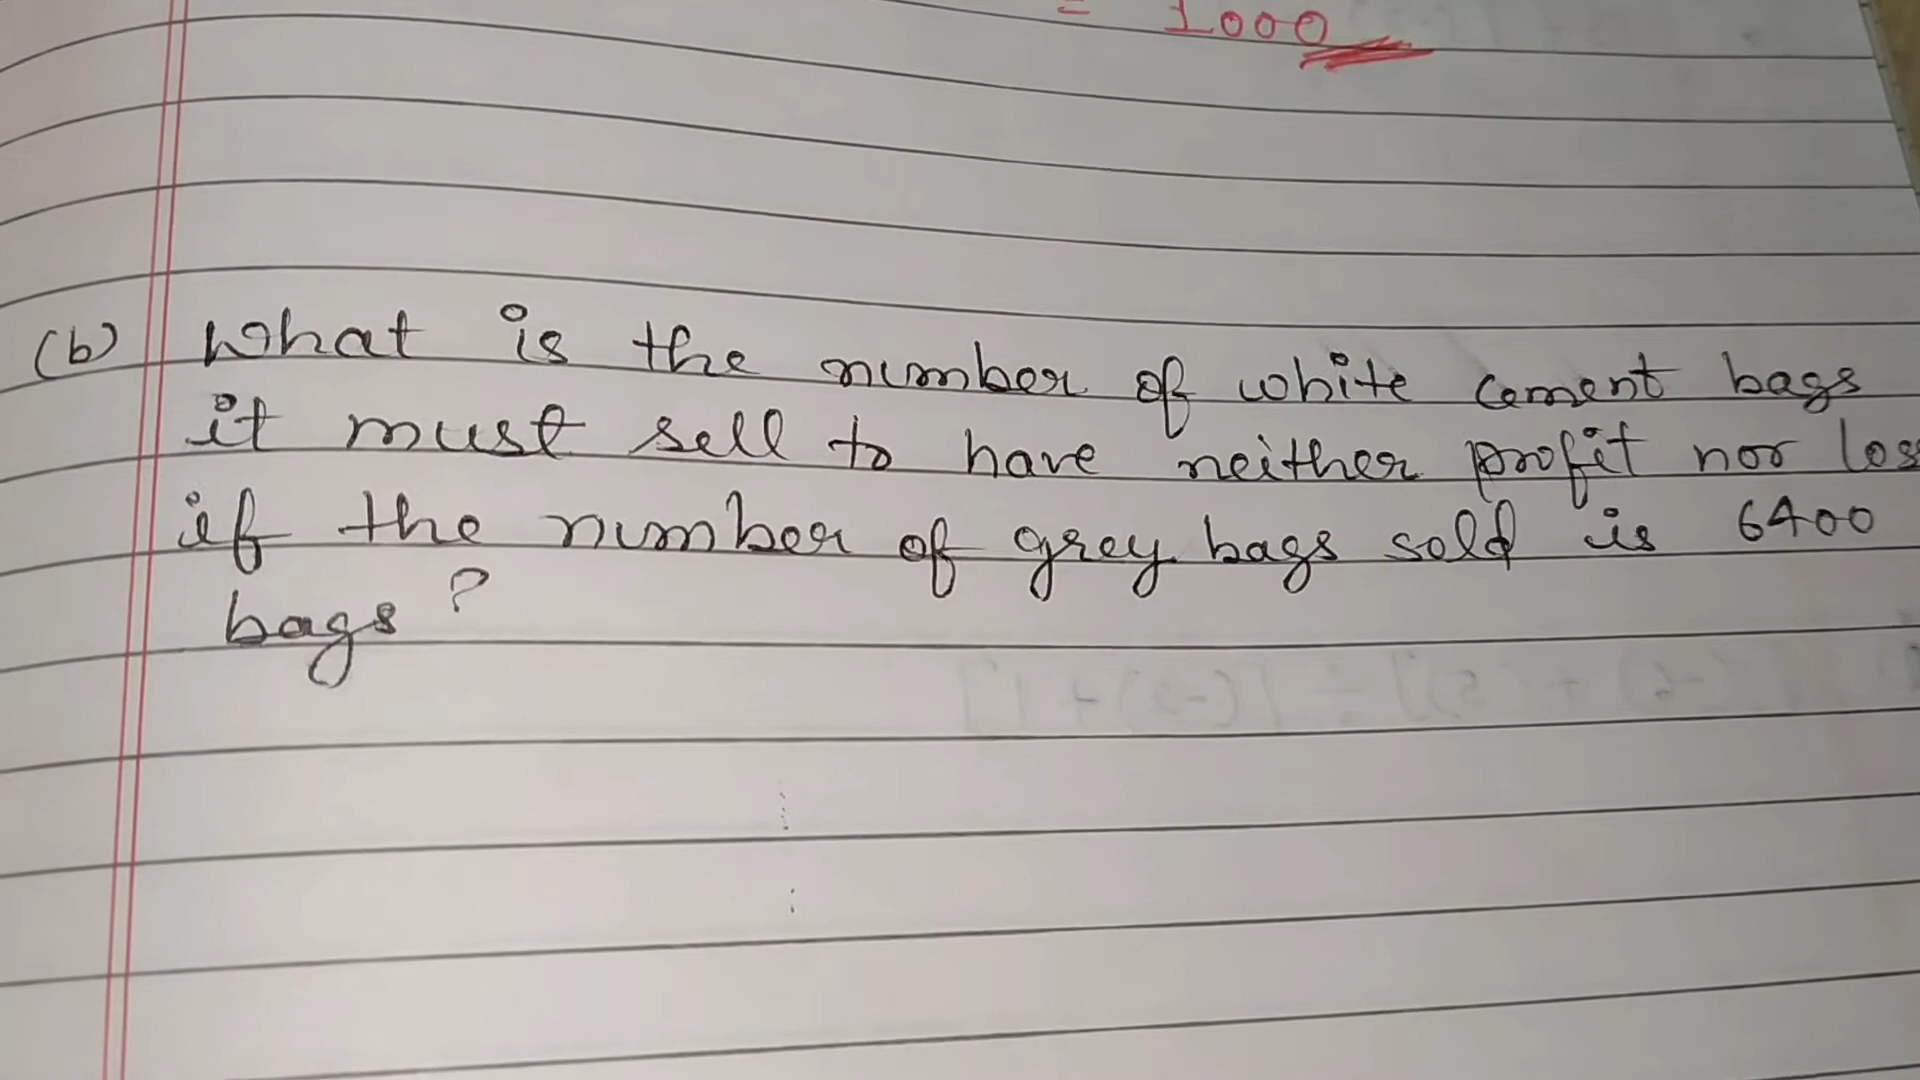 = 1000
(b) What is the number of white cement bags
it must sell to have neither profit nor loss
if the number of grey bags sold is 6400
bags?